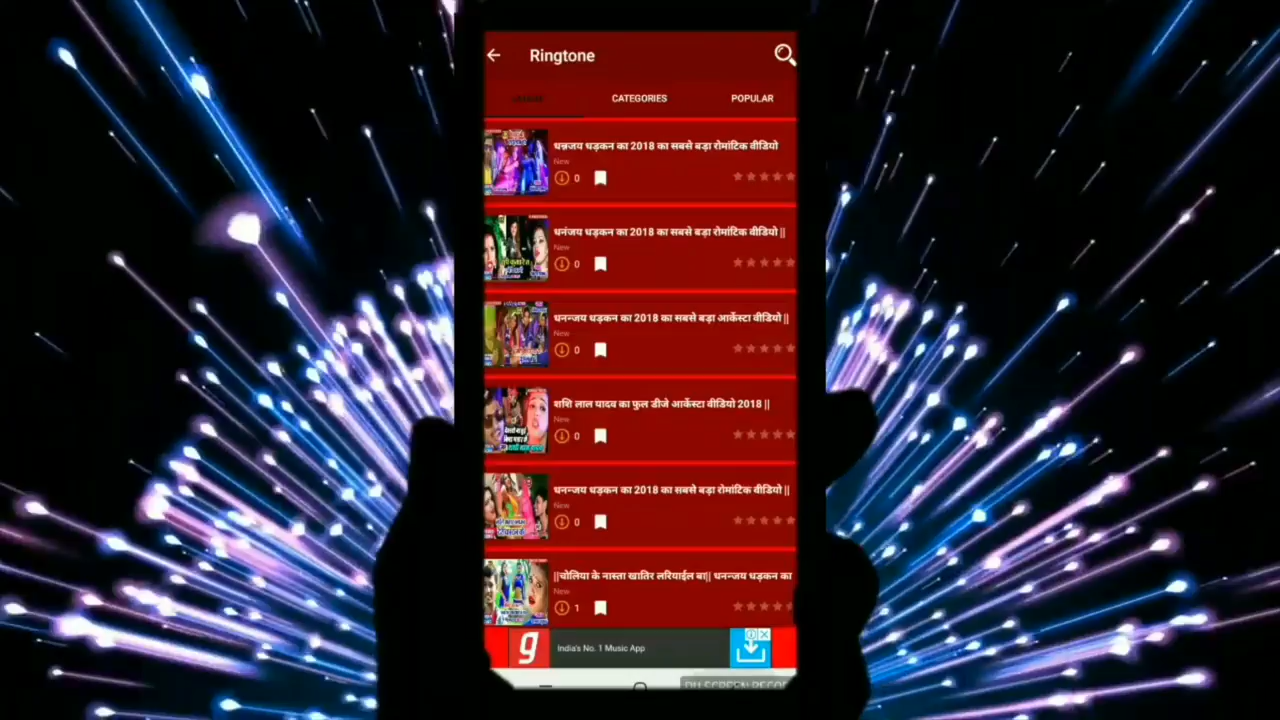 Ringtone
CATEGORIES
POPULAR
धन्नजय धड़कन का 2018 का सबसे बड़ा रोमांटिक वीडियो
New
0
धनंजय धड़कन का 2018 का सबसे बड़ा रोमांटिक वीडियो ||
New
0
धनन्जय धड़कन का 2018 का सबसे बड़ा आर्केस्टा वीडियो ||
New
0
शशि लाल यादव का फुल डीजे आर्केस्टा वीडियो 2018 ||
New
0
धनन्जय धड़कन का 2018 का सबसे बड़ा रोमांटिक वीडियो ||
New
0
||चोलिया के नास्ता खातिर लरियाईल बा|| धनन्जय धड़कन का
New
1
g
India's No. 1 Music App